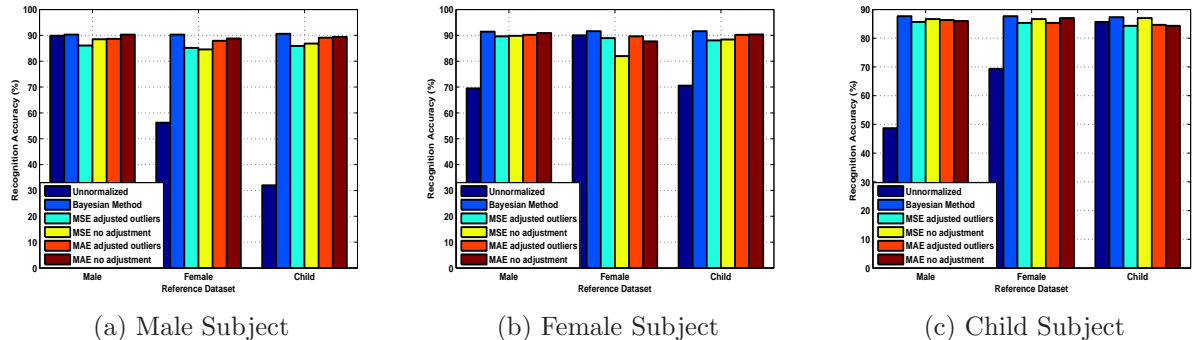 Recognition Accuracy (%)
100
90
80
70
60
50
40
30
20
10
0
Unnormalized
Bayesian Method
MSE adjusted outliers
MSE no adjustment
MAE adjusted outliers
MAE no adjustment
Male Female Child
Reference Dataset
(a) Male Subject
Recognition Accuracy (%)
100
90
80
70
60
50
40
30
20
10
0
Unnormalized
Bayesian Method
MSE adjusted outliers
MSE no adjustment
MAE adjusted outliers
MAE no adjustment
Male Female Child
Reference Dataset
(b) Female Subject
Recognition Accuracy (%)
90
80
70
60
50
40
30
20
10
0
Unnormalized
Bayesian Method
MSE adjusted outliers
MSE no adjustment
MAE adjusted outliers
MAE no adjustment
Male Female Child
Reference Dataset
(c) Child Subject